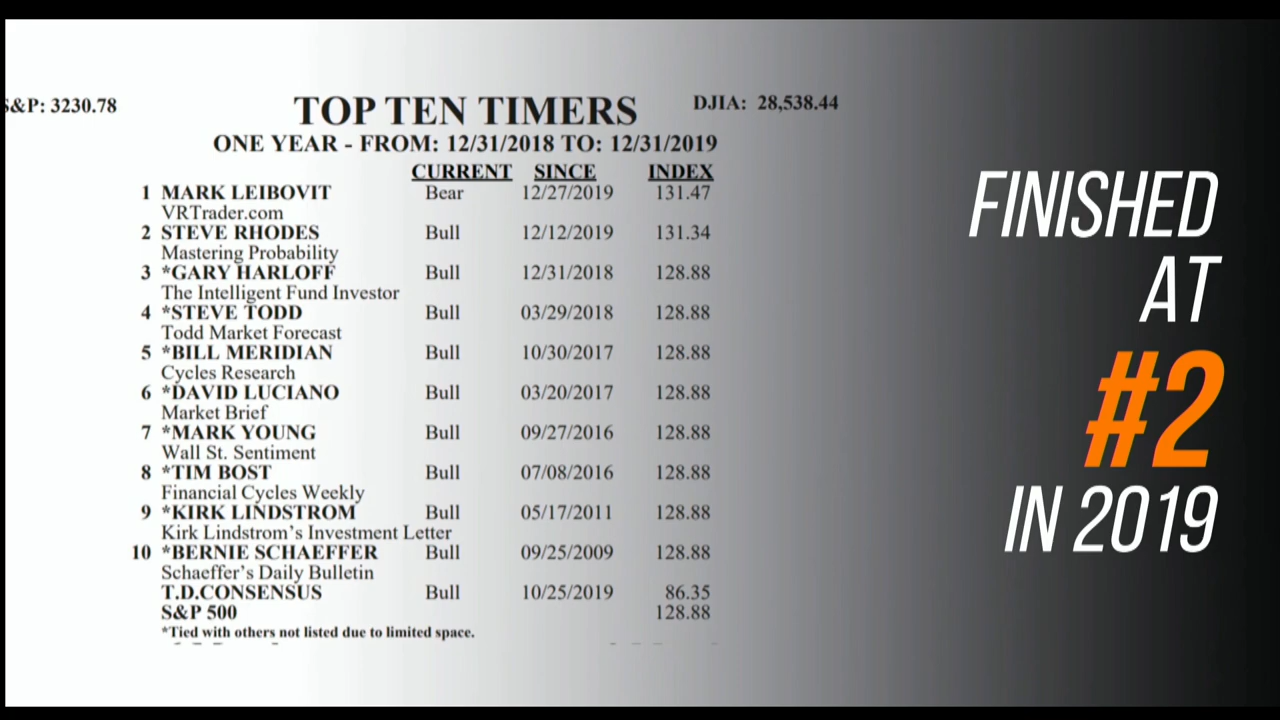 S&P: 3230.78
TOP TEN TIMERS
DJIA: 28,538.44
ONE YEAR - FROM: 12/31/2018 TO: 12/31/2019
CURRENT SINCE INDEX
1 MARK LEIBOVIT Bear 12/27/2019 131.47
VRTrader.com
2 STEVE RHODES Bull 12/12/2019 131.34
Mastering Probability
3 *GARY HARLOFF Bull 12/31/2018 128.88
The Intelligent Fund Investor
4 *STEVE TODD Bull 03/29/2018 128.88
Todd Market Forecast
5 *BILL MERIDIAN Bull 10/30/2017 128.88
Cycles Research
6 *DAVID LUCIANO Bull 03/20/2017 128.88
Market Brief
7 *MARK YOUNG Bull 09/27/2016 128.88
Wall St. Sentiment
8 *TIM BOST Bull 07/08/2016 128.88
Financial Cycles Weekly
9 *KIRK LINDSTROM Bull 05/17/2011 128.88
Kirk Lindstrom's Investment Letter
10 *BERNIE SCHAEFFER Bull 09/25/2009 128.88
Schaeffer's Daily Bulletin
T.D.CONSENSUS Bull 10/25/2019 86.35
S&P 500 128.88
*Tied with others not listed due to limited space.
FINISHED
AT
#2
IN 2019